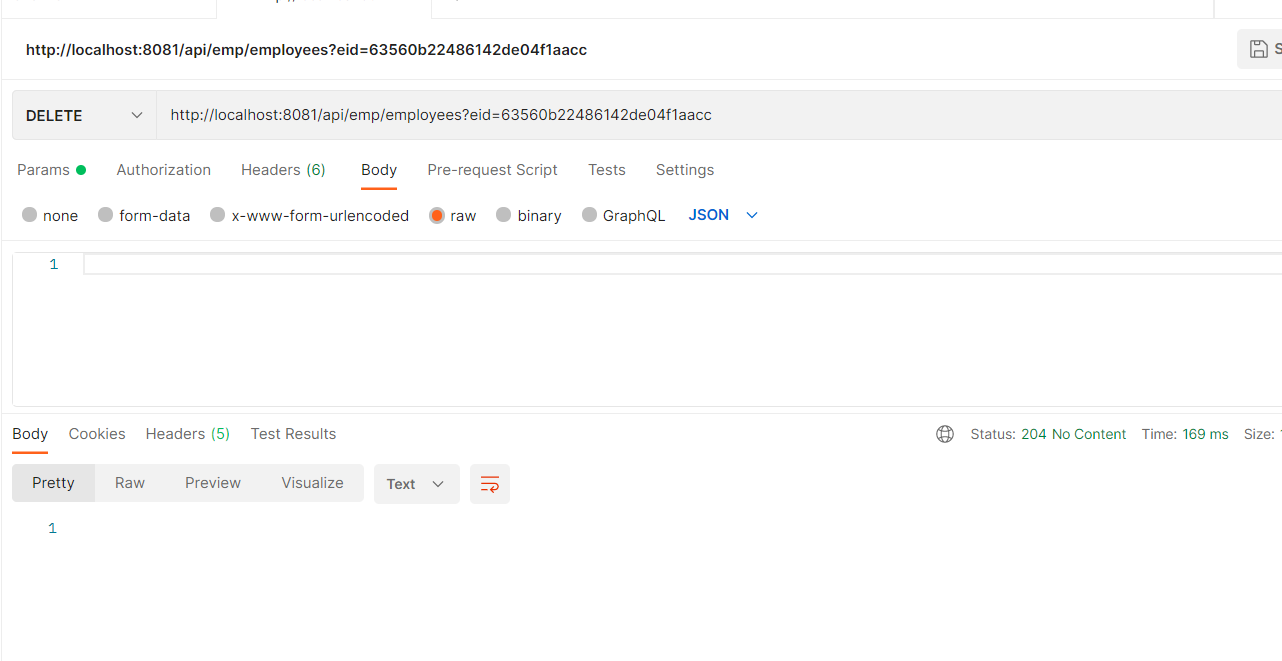 http://localhost:8081/api/emp/employees?eid=63560b22486142de04f1aacc
S
DELETE http://localhost:8081/api/emp/employees?eid=63560b22486142de04f1aacc
Params Authorization Headers (6) Body Pre-request Script Tests Settings
none form-data x-www-form-urlencoded raw binary GraphQL JSON
1
Body Cookies Headers (5) Test Results Status: 204 No Content Time: 169 ms Size:
Pretty Raw Preview Visualize Text
1